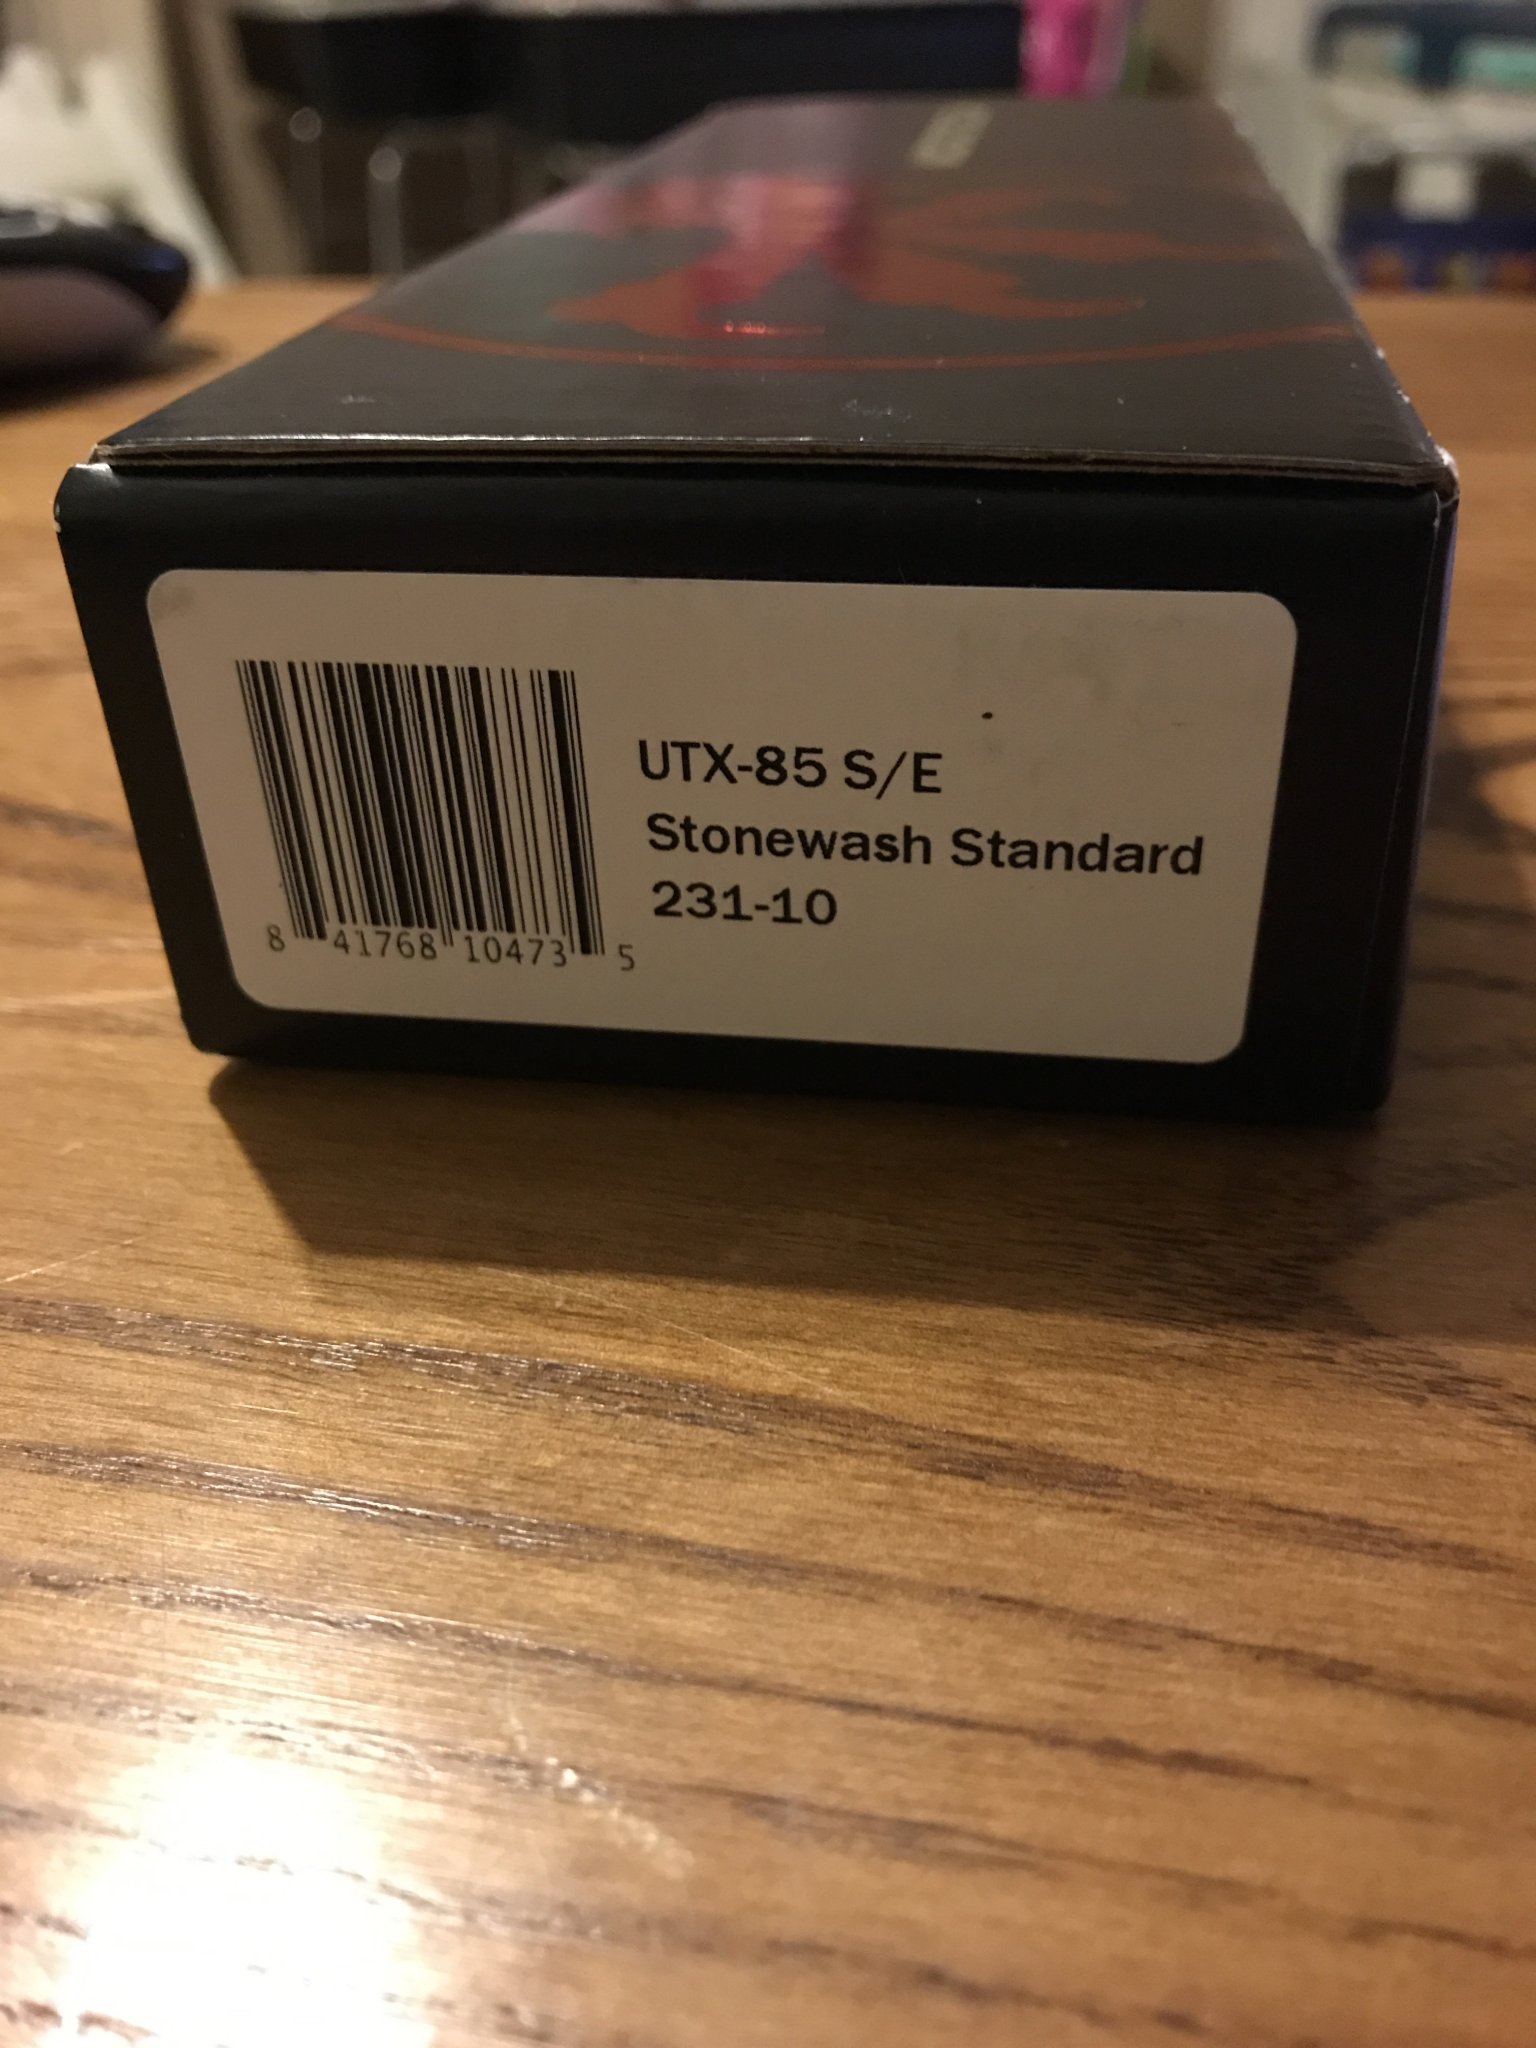 UTX-85 S/E
Stonewash Standard
231-10
8 41768 10473 5